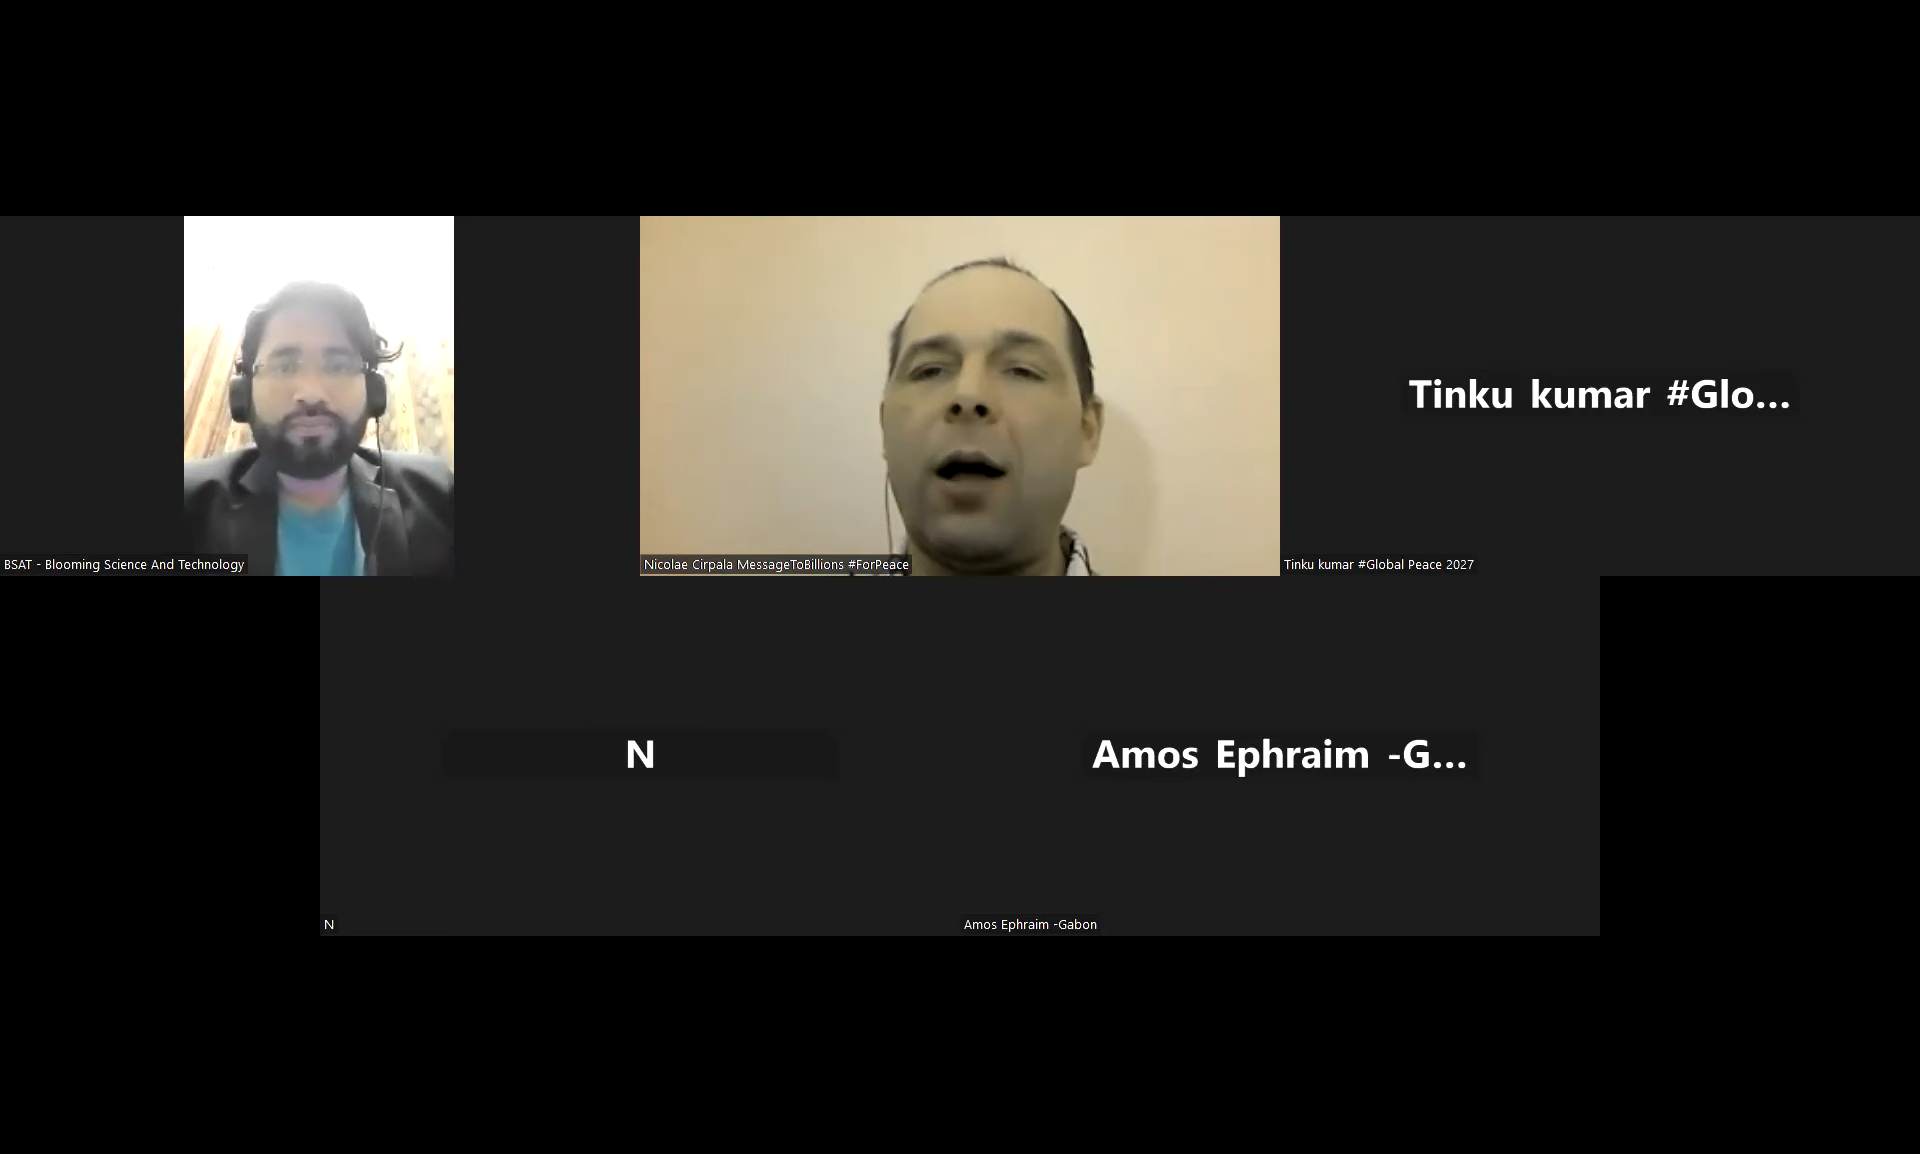 Tinku kumar #Glo...
BSAT - Blooming Science And Technology
Nicolae Cirpala MessageToBillions #ForPeace
Tinku kumar #Global Peace 2027
N
Amos Ephraim -G...
N
Amos Ephraim -Gabon